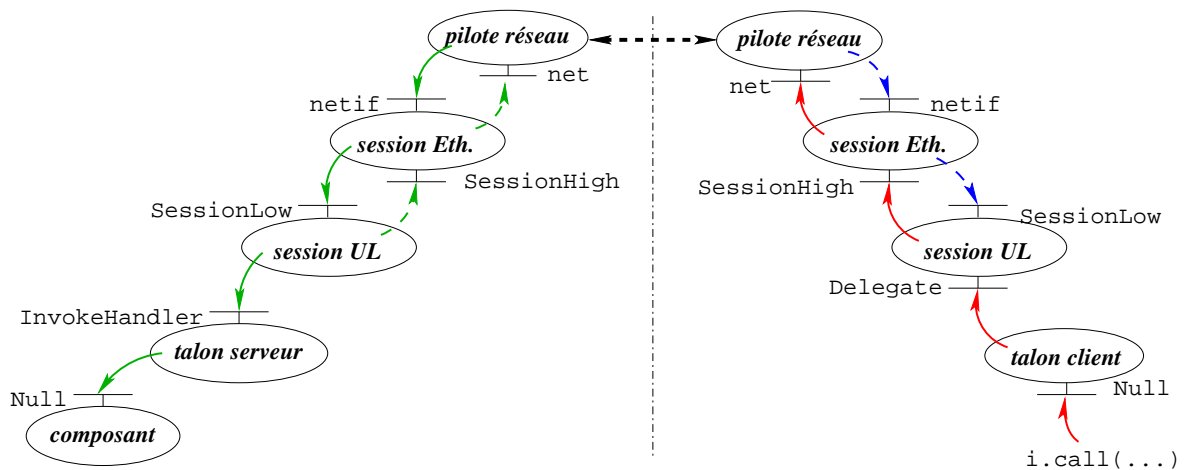 pilote réseau
net
netif
session Eth.
SessionHigh
SessionLow
session UL
InvokeHandler
talon serveur
Null
composant
pilote réseau
net
netif
session Eth.
SessionHigh
SessionLow
session UL
Delegate
talon client
Null
i.call(...)